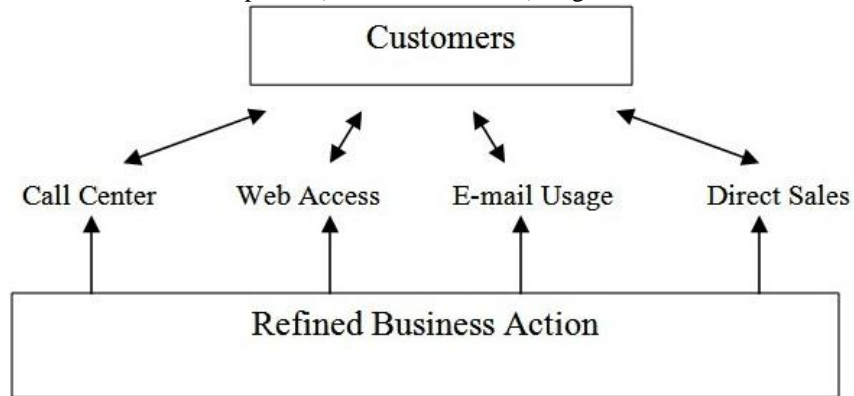 Customers
Call Center Web Access E-mail Usage Direct Sales
Refined Business Action